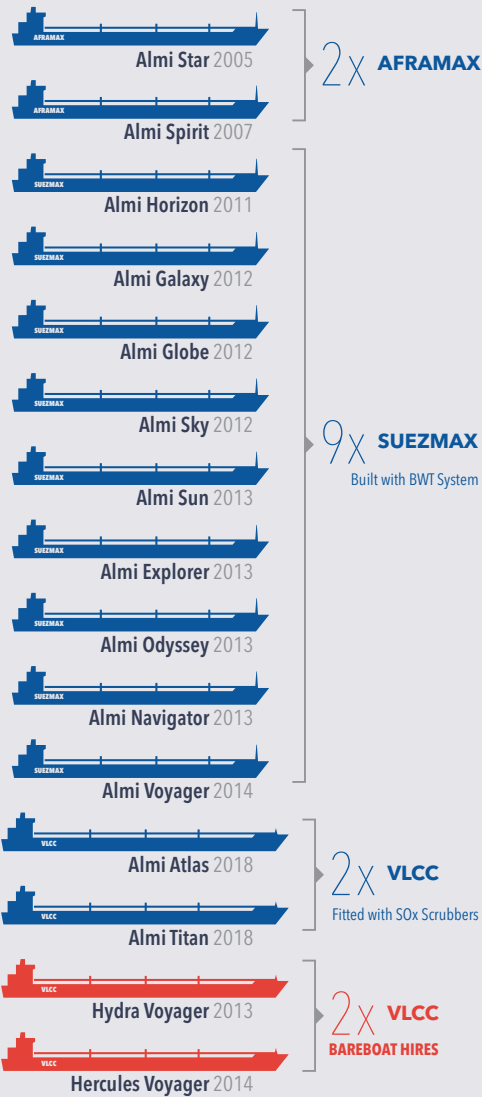 AFRAMAX
Almi Star 2005
AFRAMAX
Almi Spirit 2007
2x AFRAMAX
SUEZMAX
Almi Horizon 2011
SUEZMAX
Almi Galaxy 2012
SUEZMAX
Almi Globe 2012
SUEZMAX
Almi Sky 2012
SUEZMAX
Almi Sun 2013
SUEZMAX
Almi Explorer 2013
SUEZMAX
Almi Odyssey 2013
SUEZMAX
Almi Navigator 2013
SUEZMAX
Almi Voyager 2014
9x SUEZMAX
Built with BWT System
VLCC
Almi Atlas 2018
VLCC
Almi Titan 2018
2x VLCC
Fitted with SOx Scrubbers
VLCC
Hydra Voyager 2013
VLCC
Hercules Voyager 2014
2x VLCC
BAREBOAT HIRES